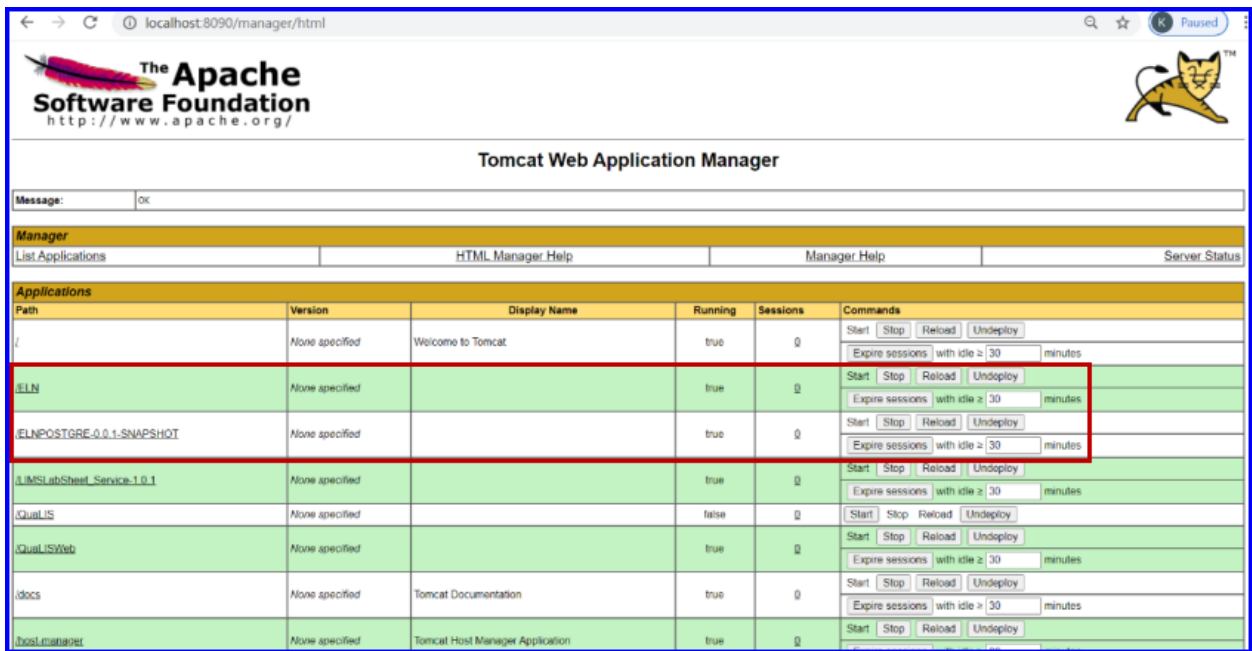 localhost:8090/manager/html
K Paused
The Apache
Software Foundation
http://www.apache.org/
TM
Tomcat Web Application Manager
Message: OK
Manager
List Applications HTML Manager Help Manager Help Server Status
Applications
Path Version Display Name Running Sessions Commands
/ None specified Welcome to Tomcat true 0 Start Stop Reload Undeploy
Expire sessions with idle ≥ 30 minutes
/ELN None specified true 0 Start Stop Reload Undeploy
Expire sessions with idle ≥ 30 minutes
/ELNPOSTGRE-0.0.1-SNAPSHOT None specified true 0 Start Stop Reload Undeploy
Expire sessions with idle ≥ 30 minutes
/LIMSLabSheet_Service-1.0.1 None specified true 0 Start Stop Reload Undeploy
Expire sessions with idle ≥ 30 minutes
/QuaLIS None specified false 0 Start Stop Reload Undeploy
/QuaLISWeb None specified true 0 Start Stop Reload Undeploy
Expire sessions with idle ≥ 30 minutes
/docs None specified Tomcat Documentation true 0 Start Stop Reload Undeploy
Expire sessions with idle ≥ 30 minutes
/host-manager None specified Tomcat Host Manager Application true 0 Start Stop Reload Undeploy